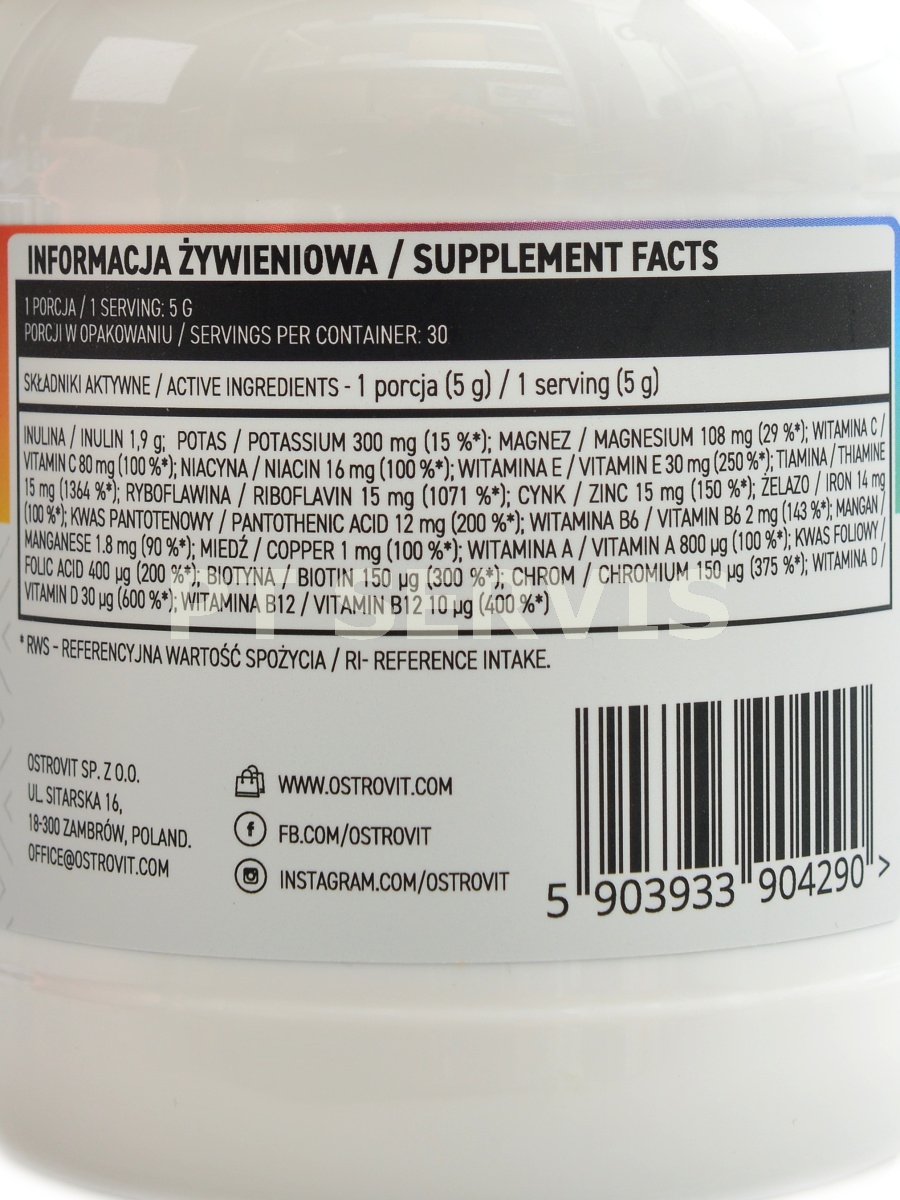 INFORMACJA ŻYWIENIOWA / SUPPLEMENT FACTS
1 PORCJA / 1 SERVING: 5 G
PORCJI W OPAKOWANIU / SERVINGS PER CONTAINER: 30
SKŁADNIKI AKTYWNE / ACTIVE INGREDIENTS - 1 porcja (5 g) / 1 serving (5 g)
INULINA / INULIN 1,9 g; POTAS / POTASSIUM 300 mg (15 %*); MAGNEZ / MAGNESIUM 108 mg (29 %*); WITAMINA C /
VITAMIN C 80 mg (100 %*); NIACYNA / NIACIN 16 mg (100 %*); WITAMINA E / VITAMIN E 30 mg (250 %*); TIAMINA / THIAMINE
15 mg (1364 %*); RYBOFLAWINA / RIBOFLAVIN 15 mg (1071 %*); CYNK / ZINC 15 mg (150 %*); ŻELAZO / IRON 14 mg
(100 %*); KWAS PANTOTENOWY / PANTOTHENIC ACID 12 mg (200 %*); WITAMINA B6 / VITAMIN B6 2 mg (143 %*); MANGAN /
MANGANESE 1.8 mg (90 %*); MIEDŹ / COPPER 1 mg (100 %*); WITAMINA A / VITAMIN A 800 µg (100 %*); KWAS FOLIOWY /
FOLIC ACID 400 µg (200 %*); BIOTYNA / BIOTIN 150 µg (300 %*); CHROM / CHROMIUM 150 µg (375 %*); WITAMINA D /
VITAMIN D 30 µg (600 %*); WITAMINA B12 / VITAMIN B12 10 µg (400 %*)
PT SERVIS
* RWS - REFERENCYJNA WARTOŚĆ SPOŻYCIA / RI- REFERENCE INTAKE.
OSTROVIT SP. Z O.O.
UL. SITARSKA 16,
18-300 ZAMBRÓW, POLAND.
OFFICE@OSTROVIT.COM
WWW.OSTROVIT.COM
FB.COM/OSTROVIT
INSTAGRAM.COM/OSTROVIT
5 903933 904290 >